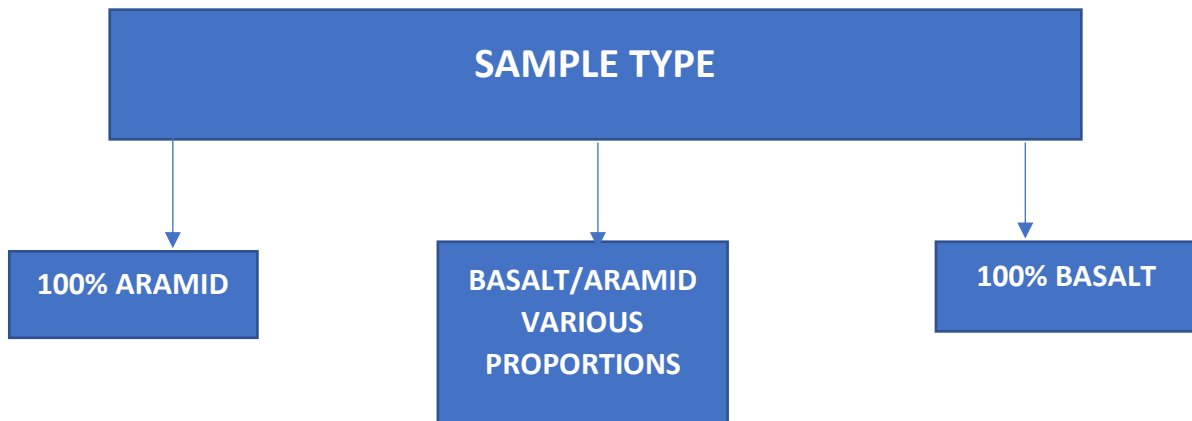 SAMPLE TYPE
100% ARAMID
BASALT/ARAMID
VARIOUS
PROPORTIONS
100% BASALT